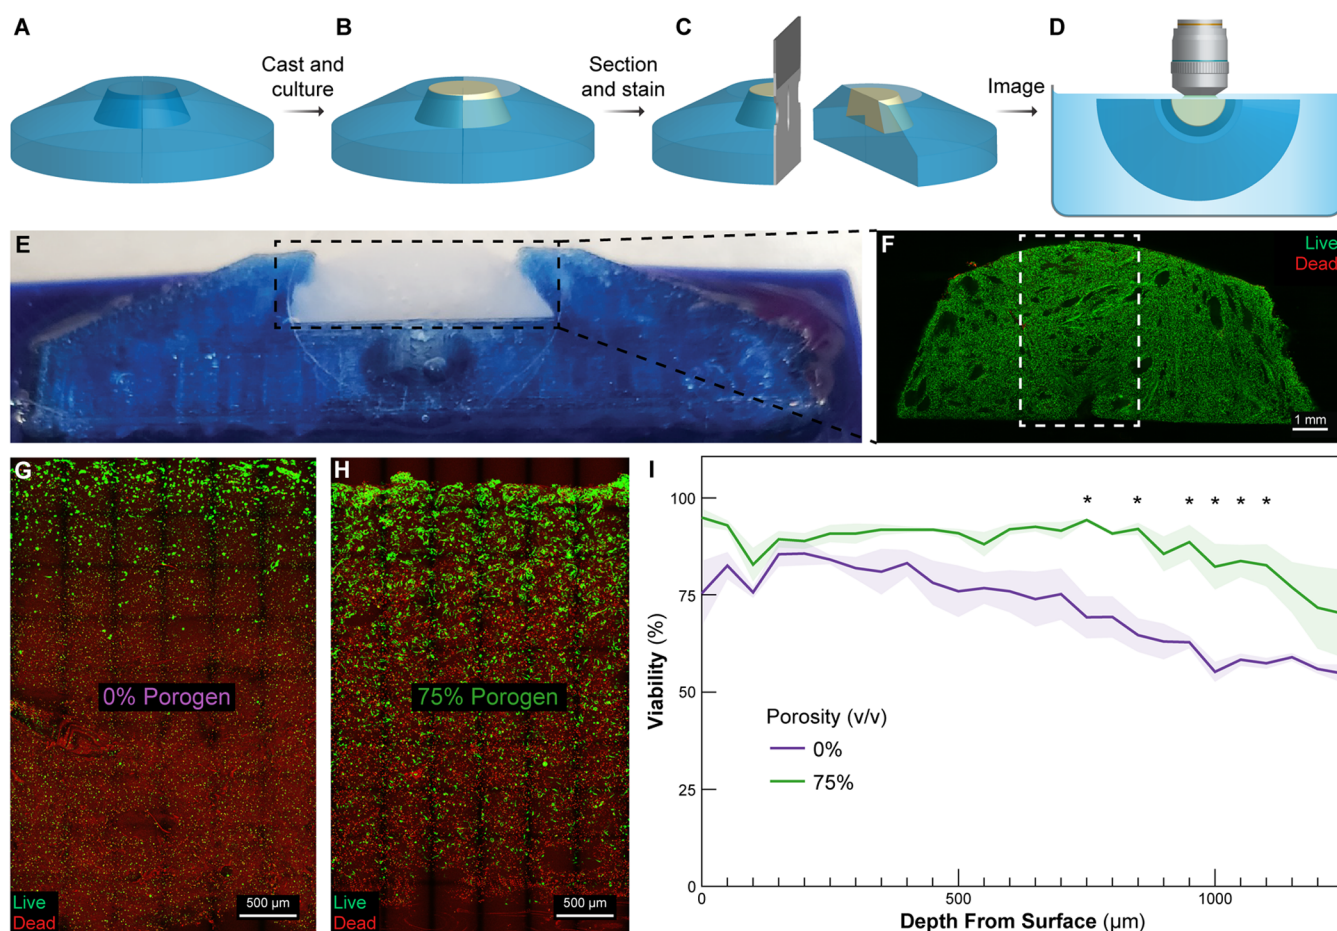 A
Cast and
culture
B
Section
and stain
C
Image
D
E
F
Live
Dead
1 mm
G
0% Porogen
Live
Dead
500 µm
H
75% Porogen
Live
Dead
500 µm
I
100
75
50
25
0
Viability (%)
* * * * * *
Porosity (v/v)
0%
75%
0
500
1000
Depth From Surface (µm)